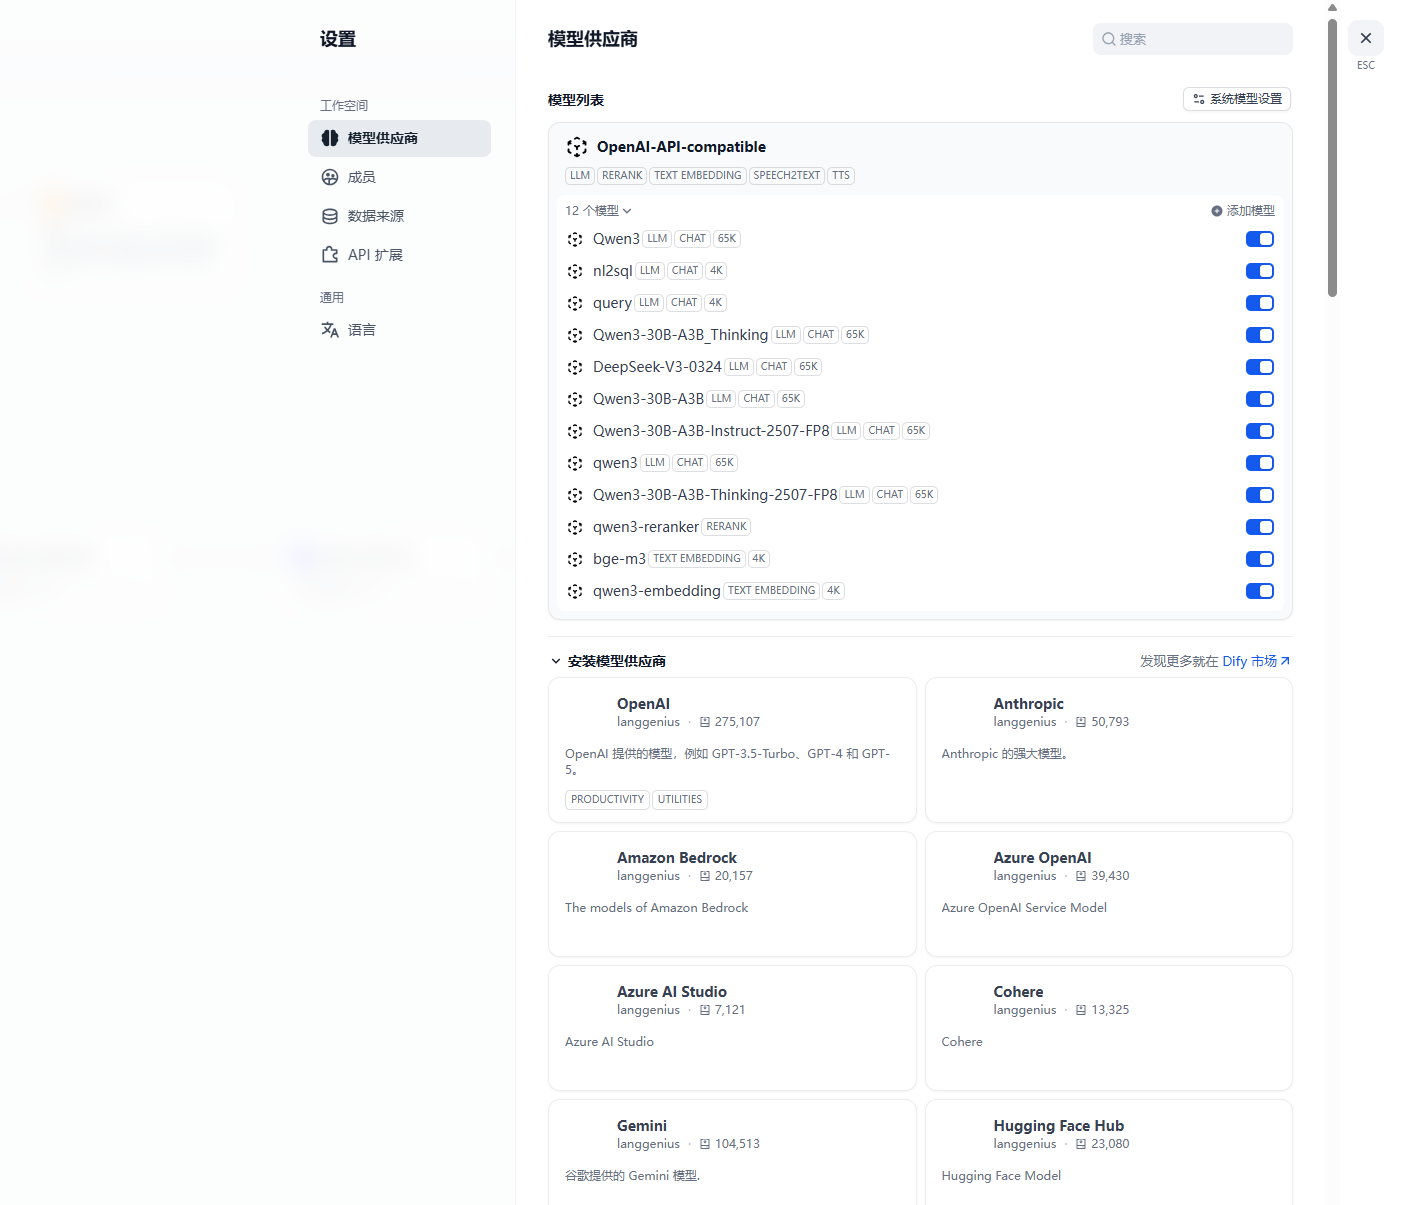 设置
工作空间
模型供应商
成员
数据来源
API 扩展
通用
语言
模型供应商
搜索
ESC
模型列表
系统模型设置
OpenAI-API-compatible
LLM RERANK TEXT EMBEDDING SPEECH2TEXT TTS
12 个模型
添加模型
Qwen3 LLM CHAT 65K
nl2sql LLM CHAT 4K
query LLM CHAT 4K
Qwen3-30B-A3B_Thinking LLM CHAT 65K
DeepSeek-V3-0324 LLM CHAT 65K
Qwen3-30B-A3B LLM CHAT 65K
Qwen3-30B-A3B-Instruct-2507-FP8 LLM CHAT 65K
qwen3 LLM CHAT 65K
Qwen3-30B-A3B-Thinking-2507-FP8 LLM CHAT 65K
qwen3-reranker RERANK
bge-m3 TEXT EMBEDDING 4K
qwen3-embedding TEXT EMBEDDING 4K
安装模型供应商
发现更多就在 Dify 市场
OpenAI
langgenius · 275,107
OpenAI 提供的模型，例如 GPT-3.5-Turbo、GPT-4 和 GPT-
5。
PRODUCTIVITY UTILITIES
Anthropic
langgenius · 50,793
Anthropic 的强大模型。
Amazon Bedrock
langgenius · 20,157
The models of Amazon Bedrock
Azure OpenAI
langgenius · 39,430
Azure OpenAI Service Model
Azure AI Studio
langgenius · 7,121
Azure AI Studio
Cohere
langgenius · 13,325
Cohere
Gemini
langgenius · 104,513
谷歌提供的 Gemini 模型.
Hugging Face Hub
langgenius · 23,080
Hugging Face Model